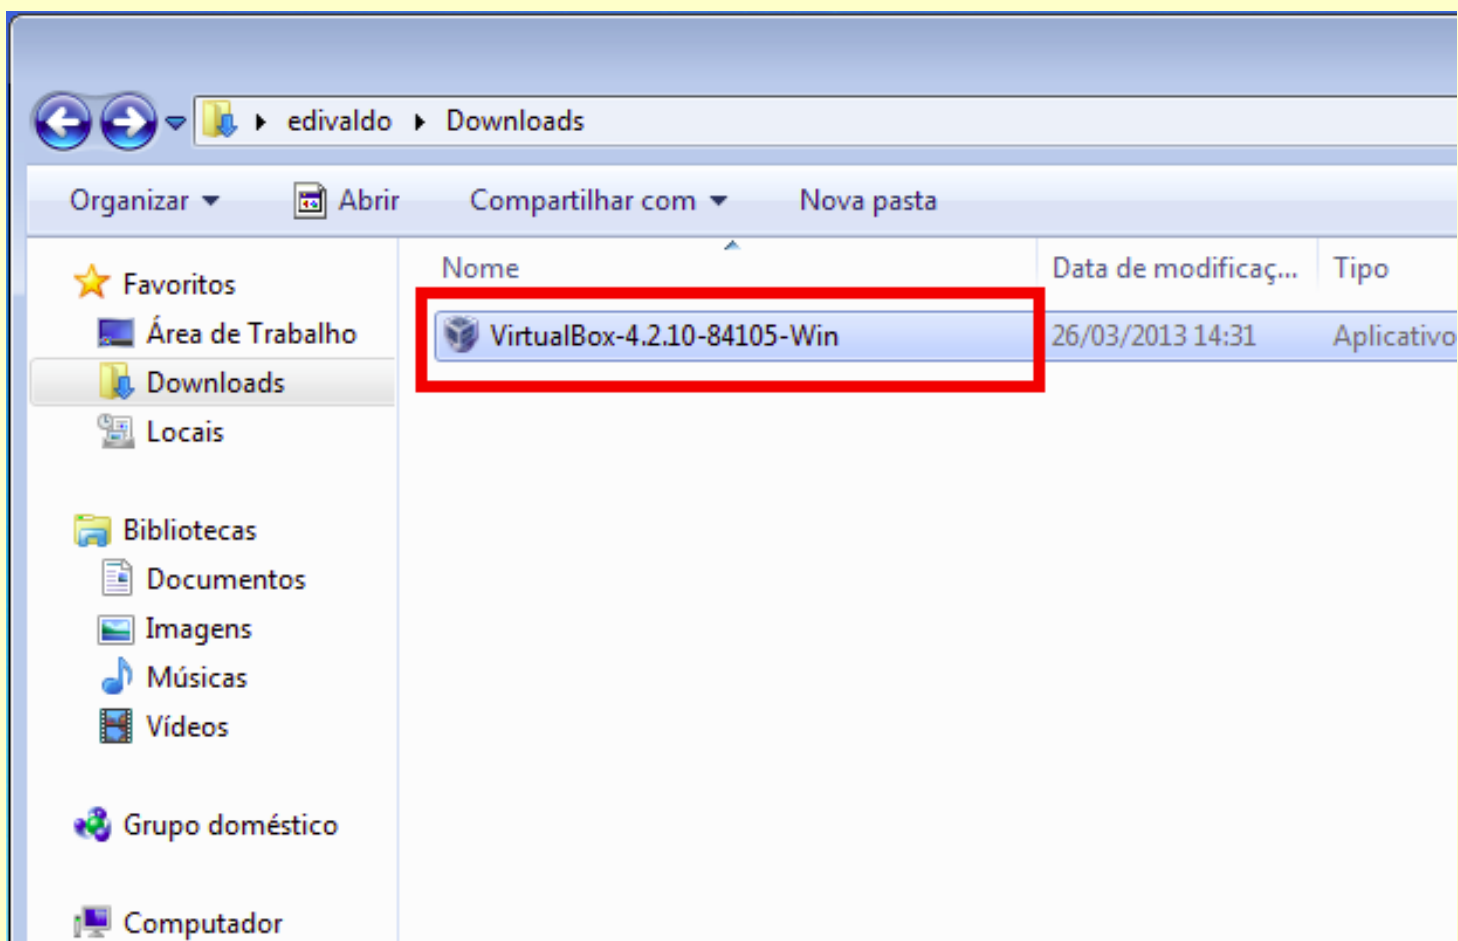 edivaldo Downloads
Organizar Abrir Compartilhar com Nova pasta
Nome Data de modificaç... Tipo
Favoritos
Área de Trabalho
Downloads
Locais
Bibliotecas
Documentos
Imagens
Músicas
Vídeos
Grupo doméstico
Computador
VirtualBox-4.2.10-84105-Win 26/03/2013 14:31 Aplicativo